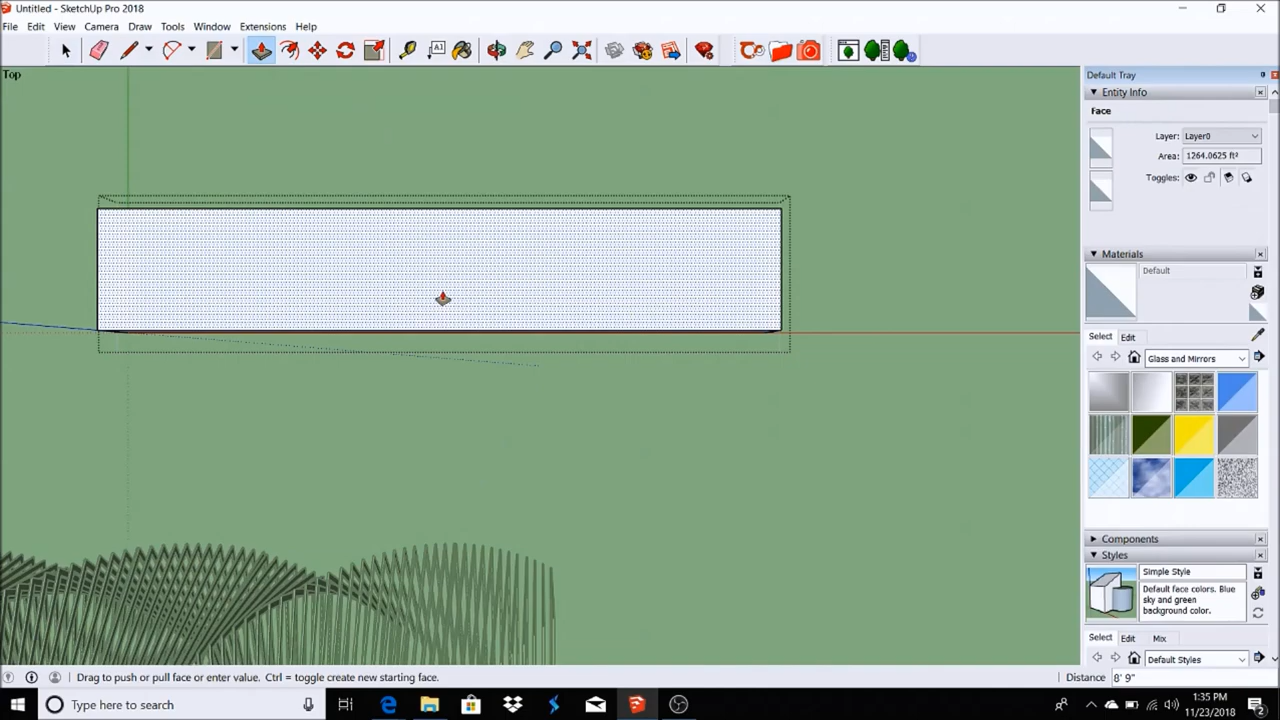 Untitled - SketchUp Pro 2018
File Edit View Camera Draw Tools Window Extensions Help
Top
Default Tray
Entity Info
Face
Layer: Layer0
Area: 1264.0625 ft²
Toggles:
Materials
Default
Select Edit
Glass and Mirrors
Components
Styles
Simple Style
Default face colors. Blue
sky and green
background color.
Select Edit Mix
Default Styles
Drag to push or pull face or enter value. Ctrl = toggle create new starting face.
Distance 8' 9"
Type here to search
1:35 PM
11/23/2018
2